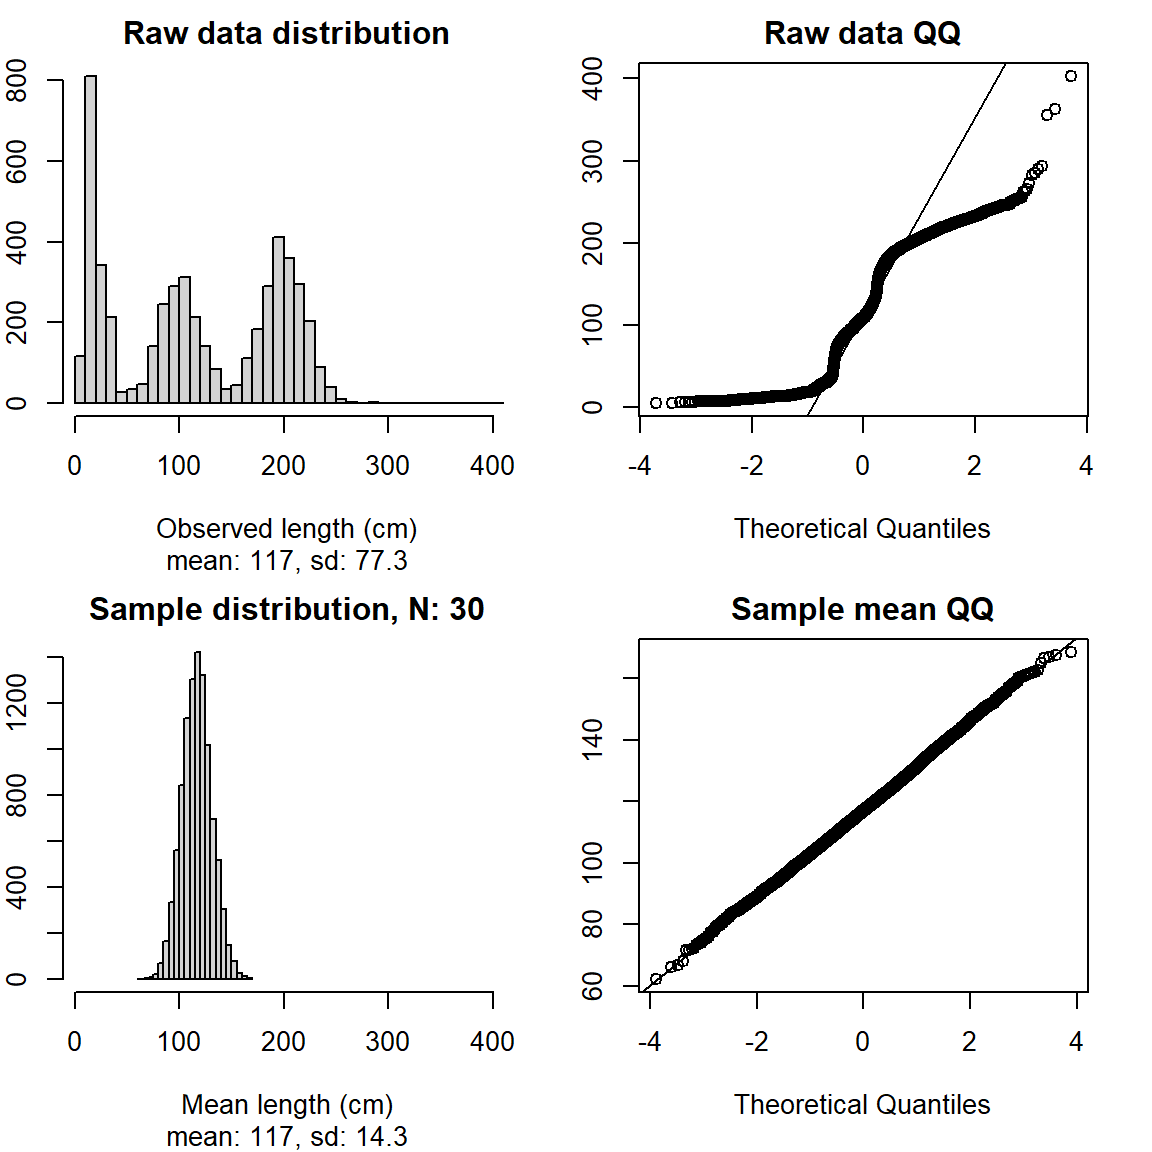 Raw data distribution
800
600
400
200
0
0 100 200 300 400
Observed length (cm)
mean: 117, sd: 77.3
Raw data QQ
400
300
200
100
0
-4 -2 0 2 4
Theoretical Quantiles
Sample distribution, N: 30
1200
800
400
0
0 100 200 300 400
Mean length (cm)
mean: 117, sd: 14.3
Sample mean QQ
140
100
80
60
-4 -2 0 2 4
Theoretical Quantiles